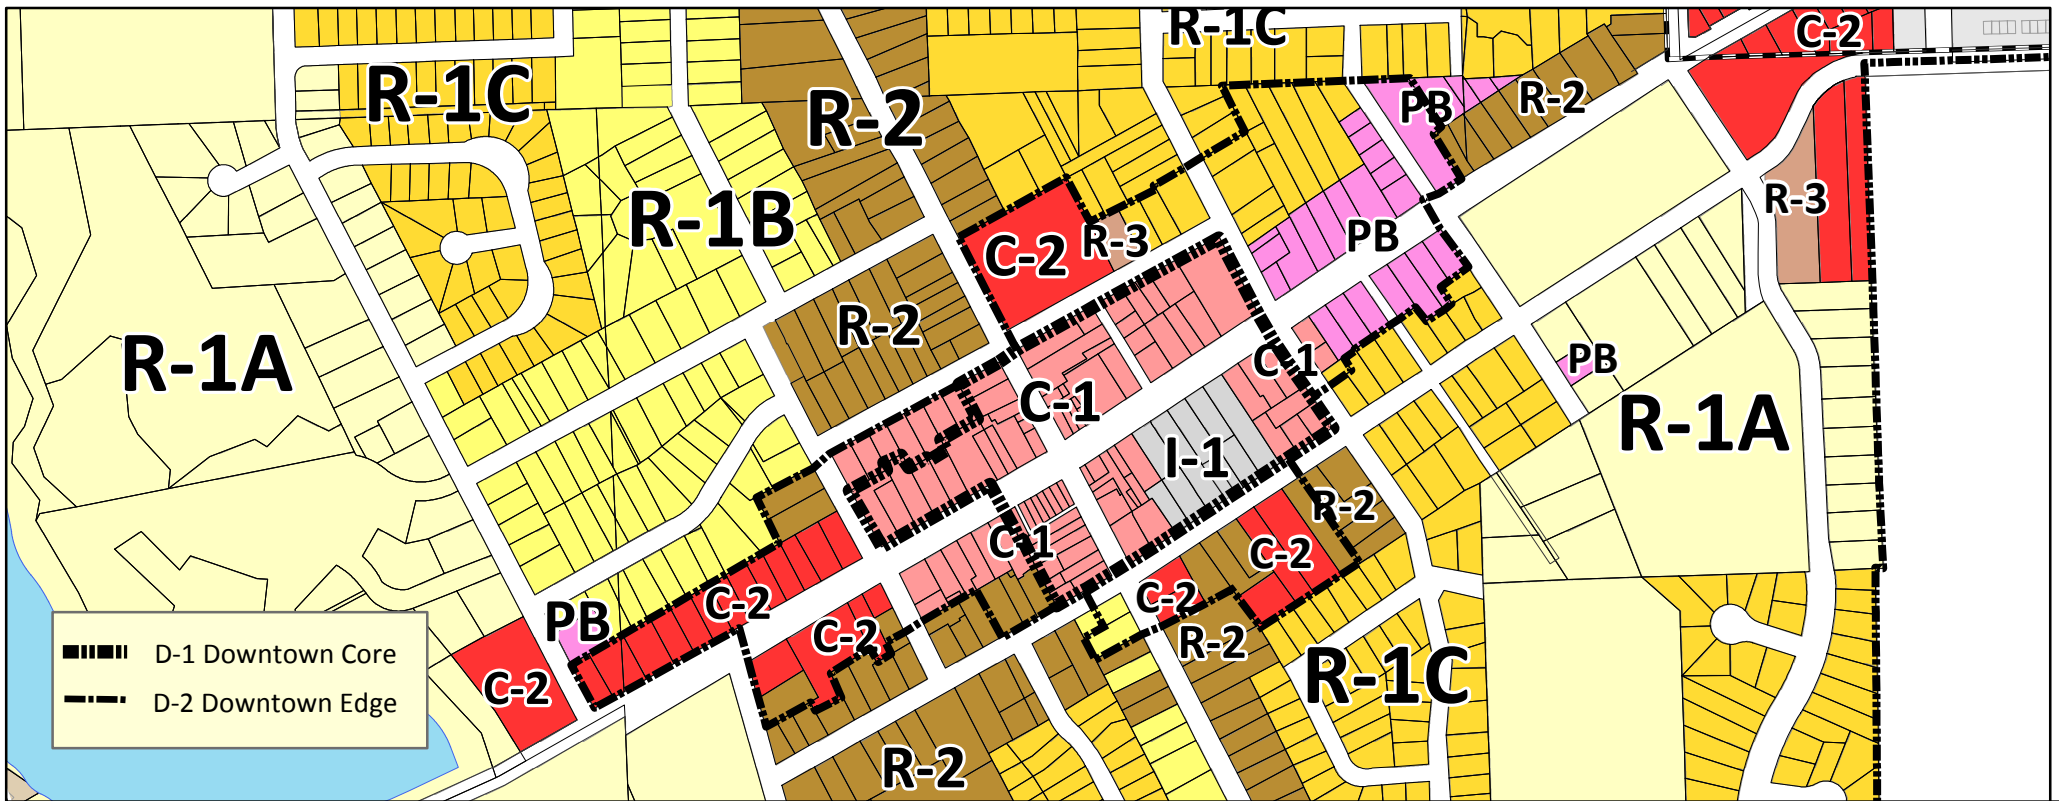 R-1C
C-2
R-1C
R-2
PB
R-2
R-1B
R-3
PB
C-2
R-3
R-2
R-1A
C-1
PB
C-1
R-1A
I-1
R-2
C-1
C-2
C-2
C-2
PB
C-2
R-2
D-1 Downtown Core
C-2
R-1C
D-2 Downtown Edge
R-2